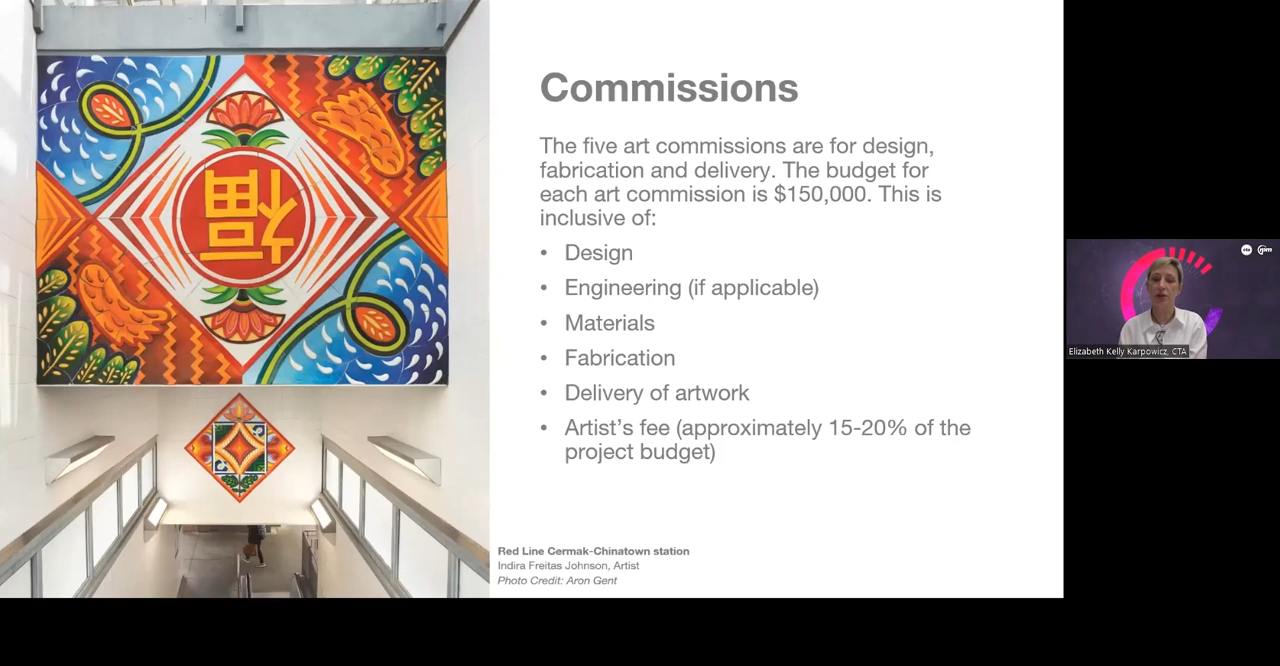 福
Commissions
The five art commissions are for design,
fabrication and delivery. The budget for
each art commission is $150,000. This is
inclusive of:
• Design
• Engineering (if applicable)
• Materials
• Fabrication
• Delivery of artwork
• Artist’s fee (approximately 15-20% of the
project budget)
Red Line Cermak-Chinatown station
Indira Freitas Johnson, Artist
Photo Credit: Aron Gent
cta rpm
Elizabeth Kelly Karpowicz, CTA